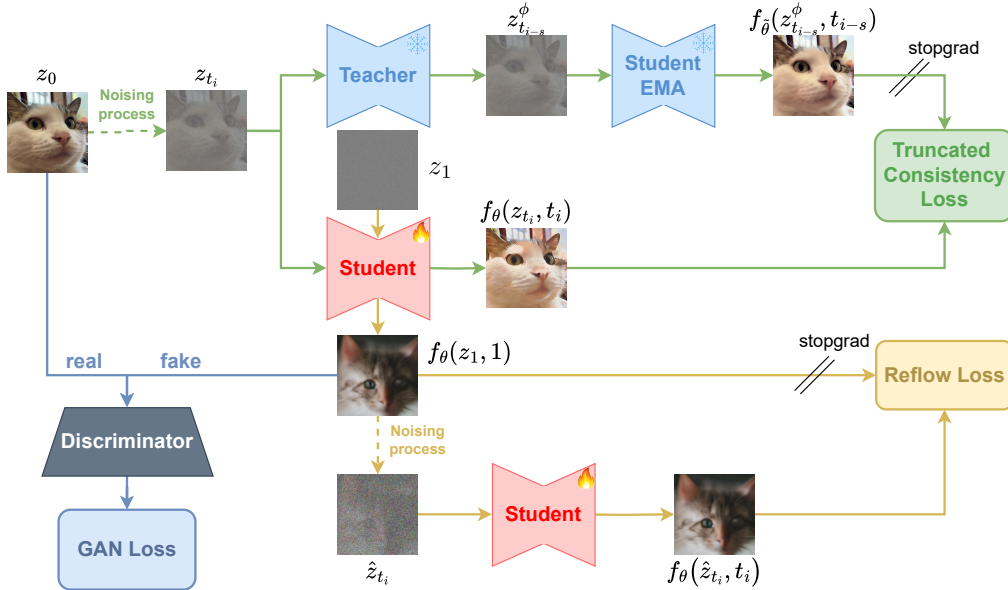 $z_0$
Noising
process
$z_{t_i}$
Teacher
$z_{t_{i-s}}^{\phi}$
Student
EMA
$f_{\tilde{\theta}}(z_{t_{i-s}}^{\phi}, t_{i-s})$
stopgrad
Truncated
Consistency
Loss
$z_1$
Student
$f_{\theta}(z_{t_i}, t_i)$
$f_{\theta}(z_1, 1)$
stopgrad
Reflow Loss
real
fake
Discriminator
GAN Loss
Noising
process
$\hat{z}_{t_i}$
Student
$f_{\theta}(\hat{z}_{t_i}, t_i)$